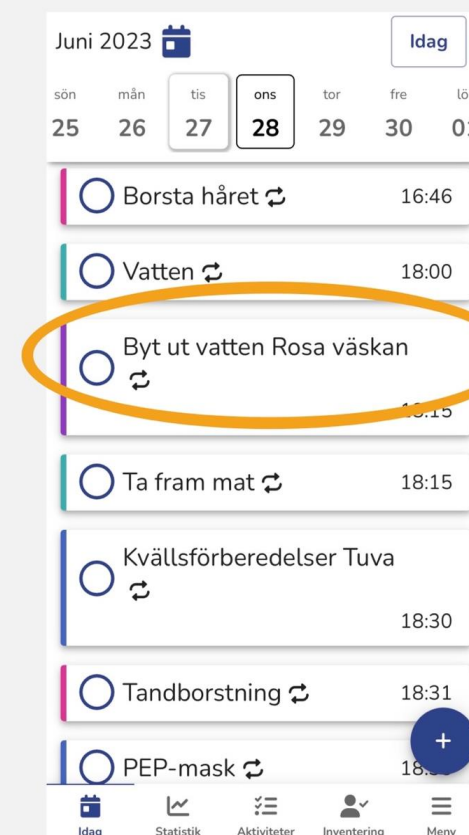 Juni 2023
Idag
sön mån tis ons tor fre
25 26 27 28 29 30
Borsta håret 16:46
Vatten 18:00
Byt ut vatten Rosa väskan
18:15
Ta fram mat 18:15
Kvällsförberedelser Tuva
18:30
Tandborstning 18:31
PEP-mask
Idag Statistik Aktiviteter Inventering Meny